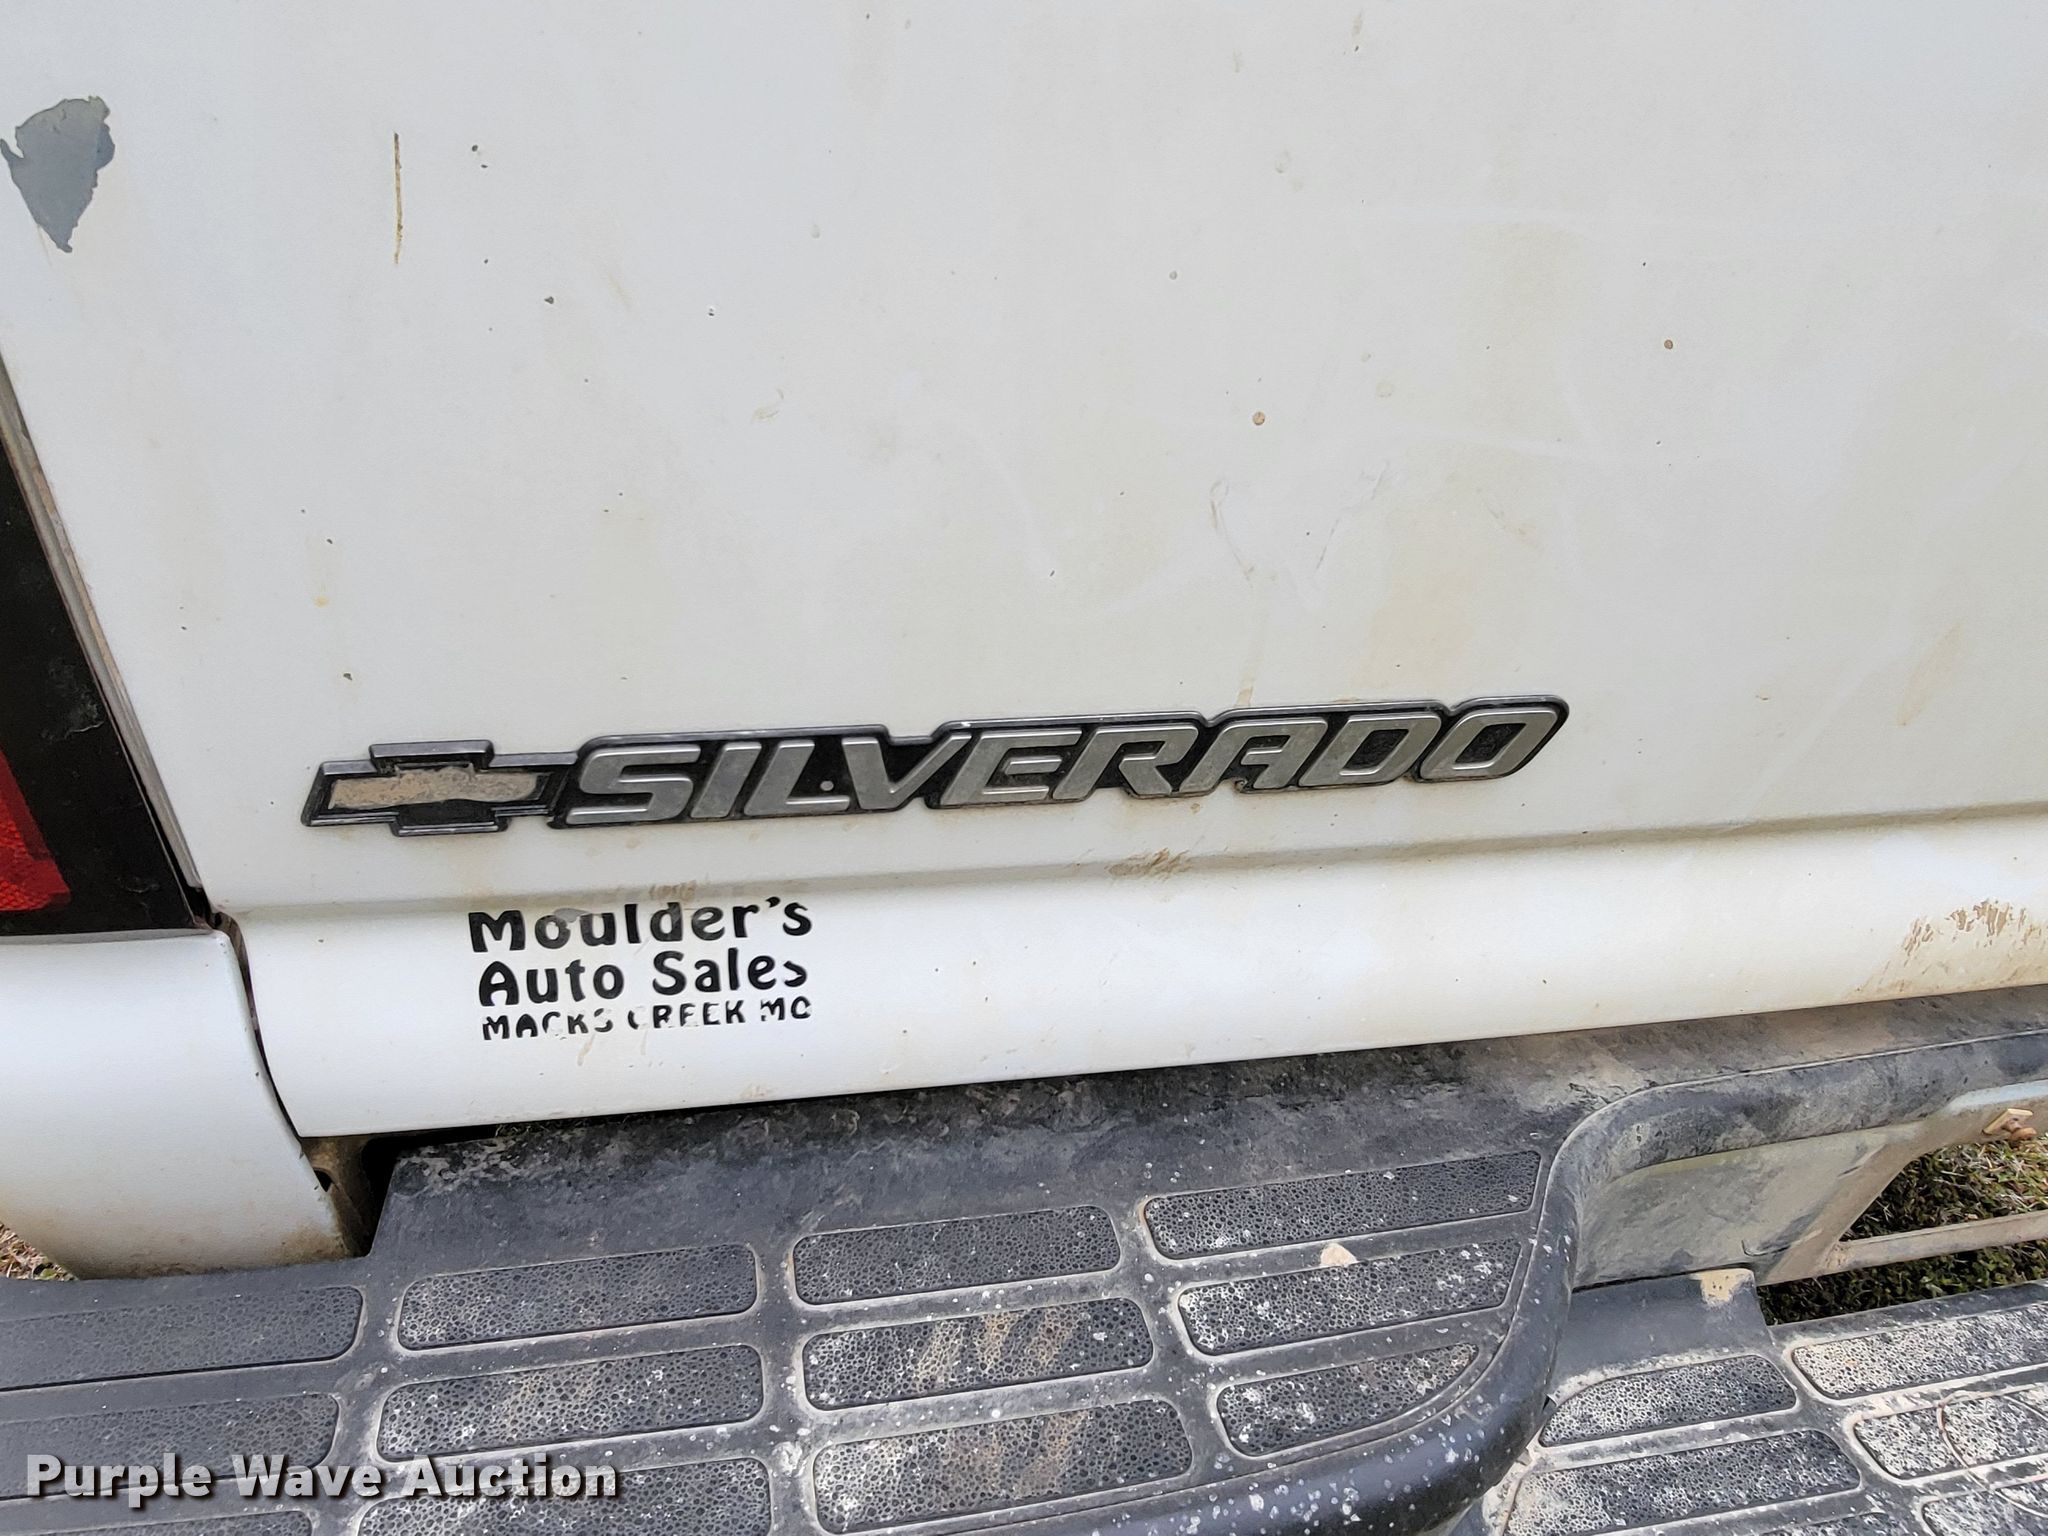 SILVERADO
Moulder's
Auto Sales
MACKS CREEK MO
Purple Wave Auction